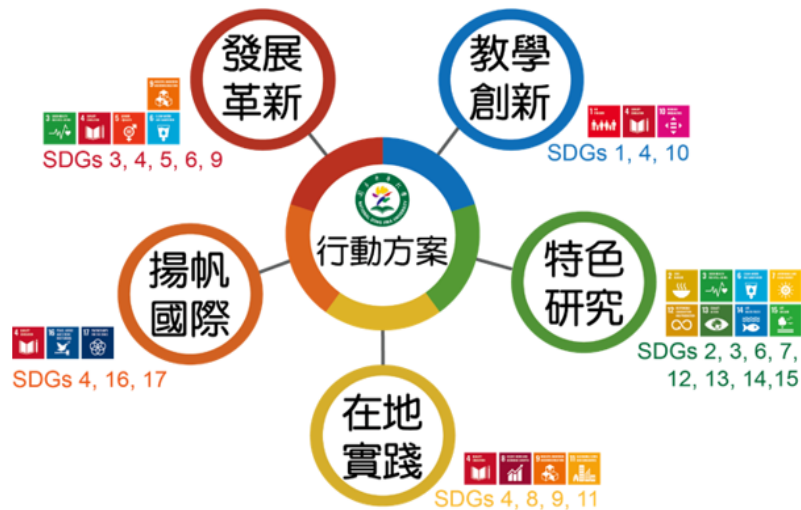 發展
革新
SDGs 3, 4, 5, 6, 9
教學
創新
SDGs 1, 4, 10
行動方案
揚帆
國際
SDGs 4, 16, 17
特色
研究
SDGs 2, 3, 6, 7,
12, 13, 14,15
在地
實踐
SDGs 4, 8, 9, 11